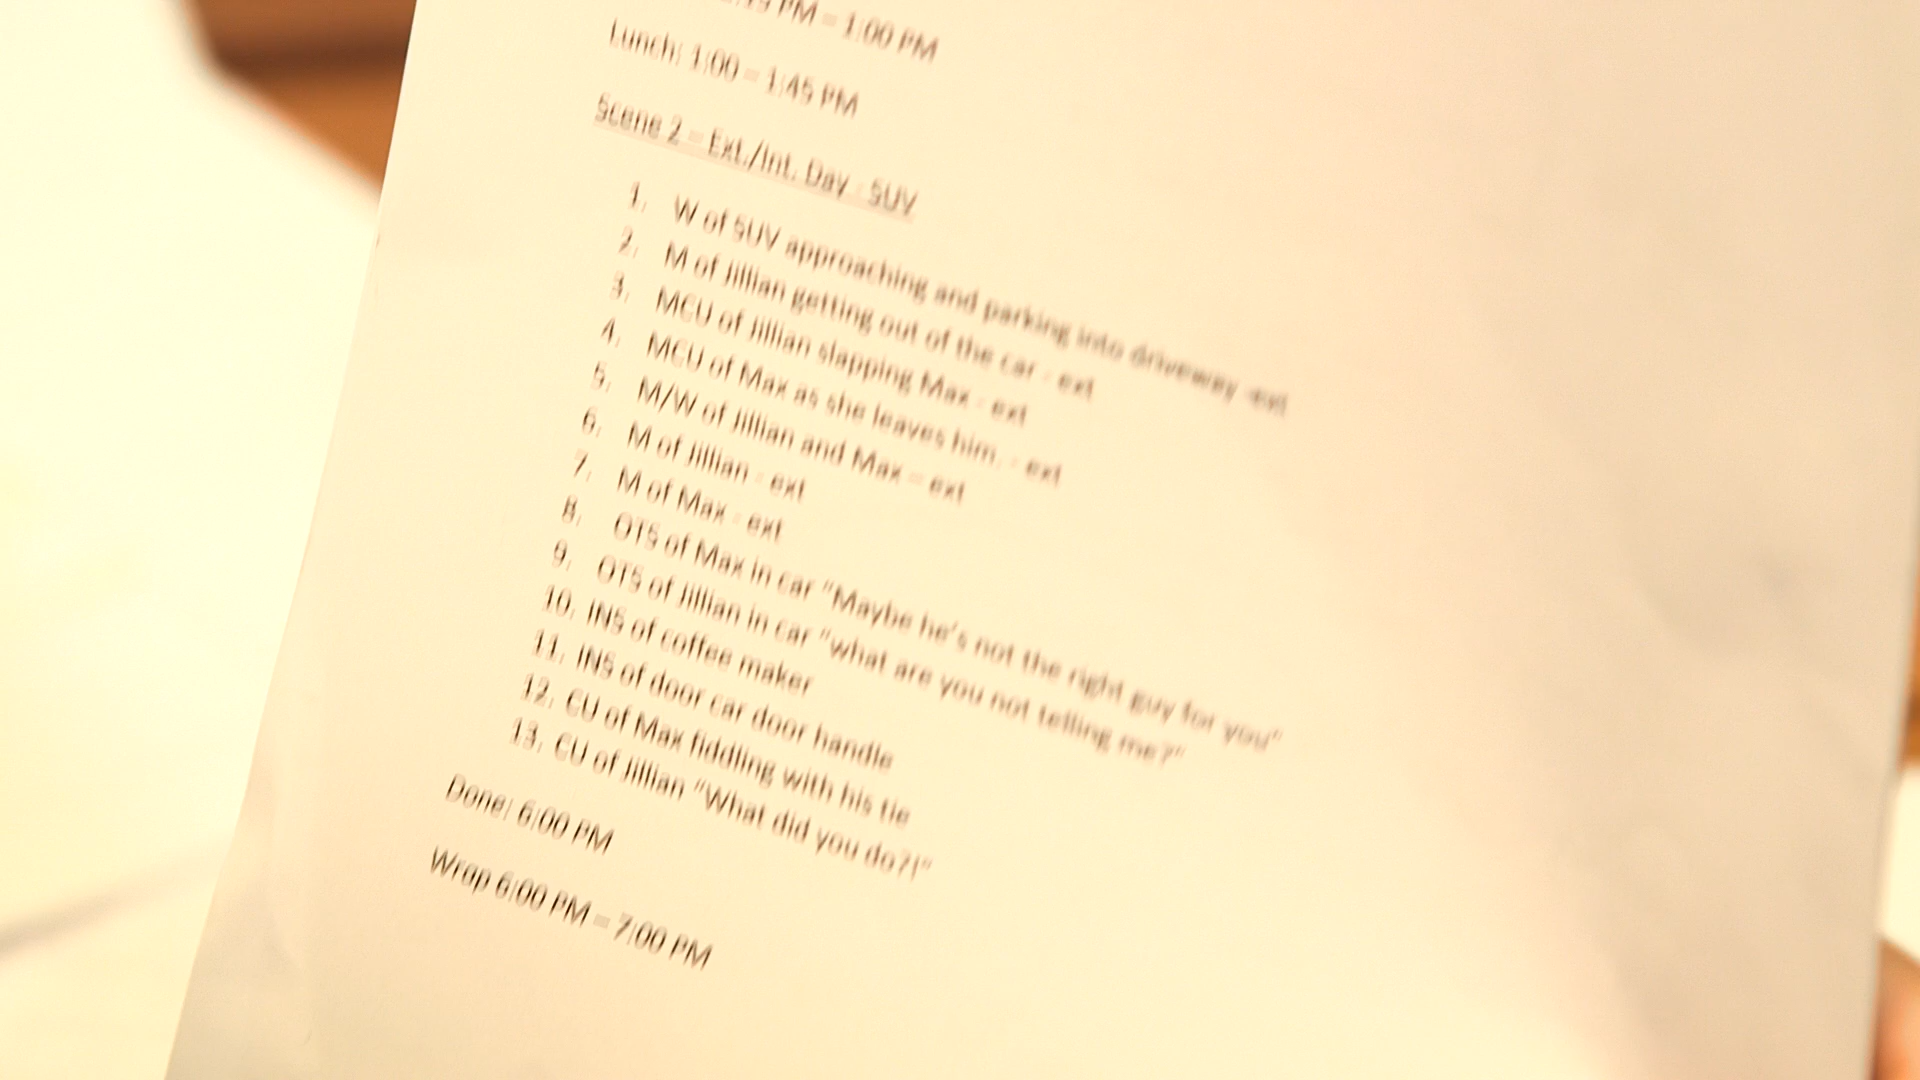 PM – 1:00 PM
Lunch: 1:00 – 1:45 PM
Scene 2 – Ext./Int. Day - SUV
1. W of SUV approaching and parking into driveway -ext
2. M of Jillian getting out of the car - ext
3. MCU of Jillian slapping Max - ext
4. MCU of Max as she leaves him. - ext
5. M/W of Jillian and Max – ext
6. M of Jillian - ext
7. M of Max - ext
8. OTS of Max in car "Maybe he's not the right guy for you"
9. OTS of Jillian in car "what are you not telling me?"
10. INS of coffee maker
11. INS of door car door handle
12. CU of Max fiddling with his tie
13. CU of Jillian "What did you do?!"
Done: 6:00 PM
Wrap 6:00 PM – 7:00 PM